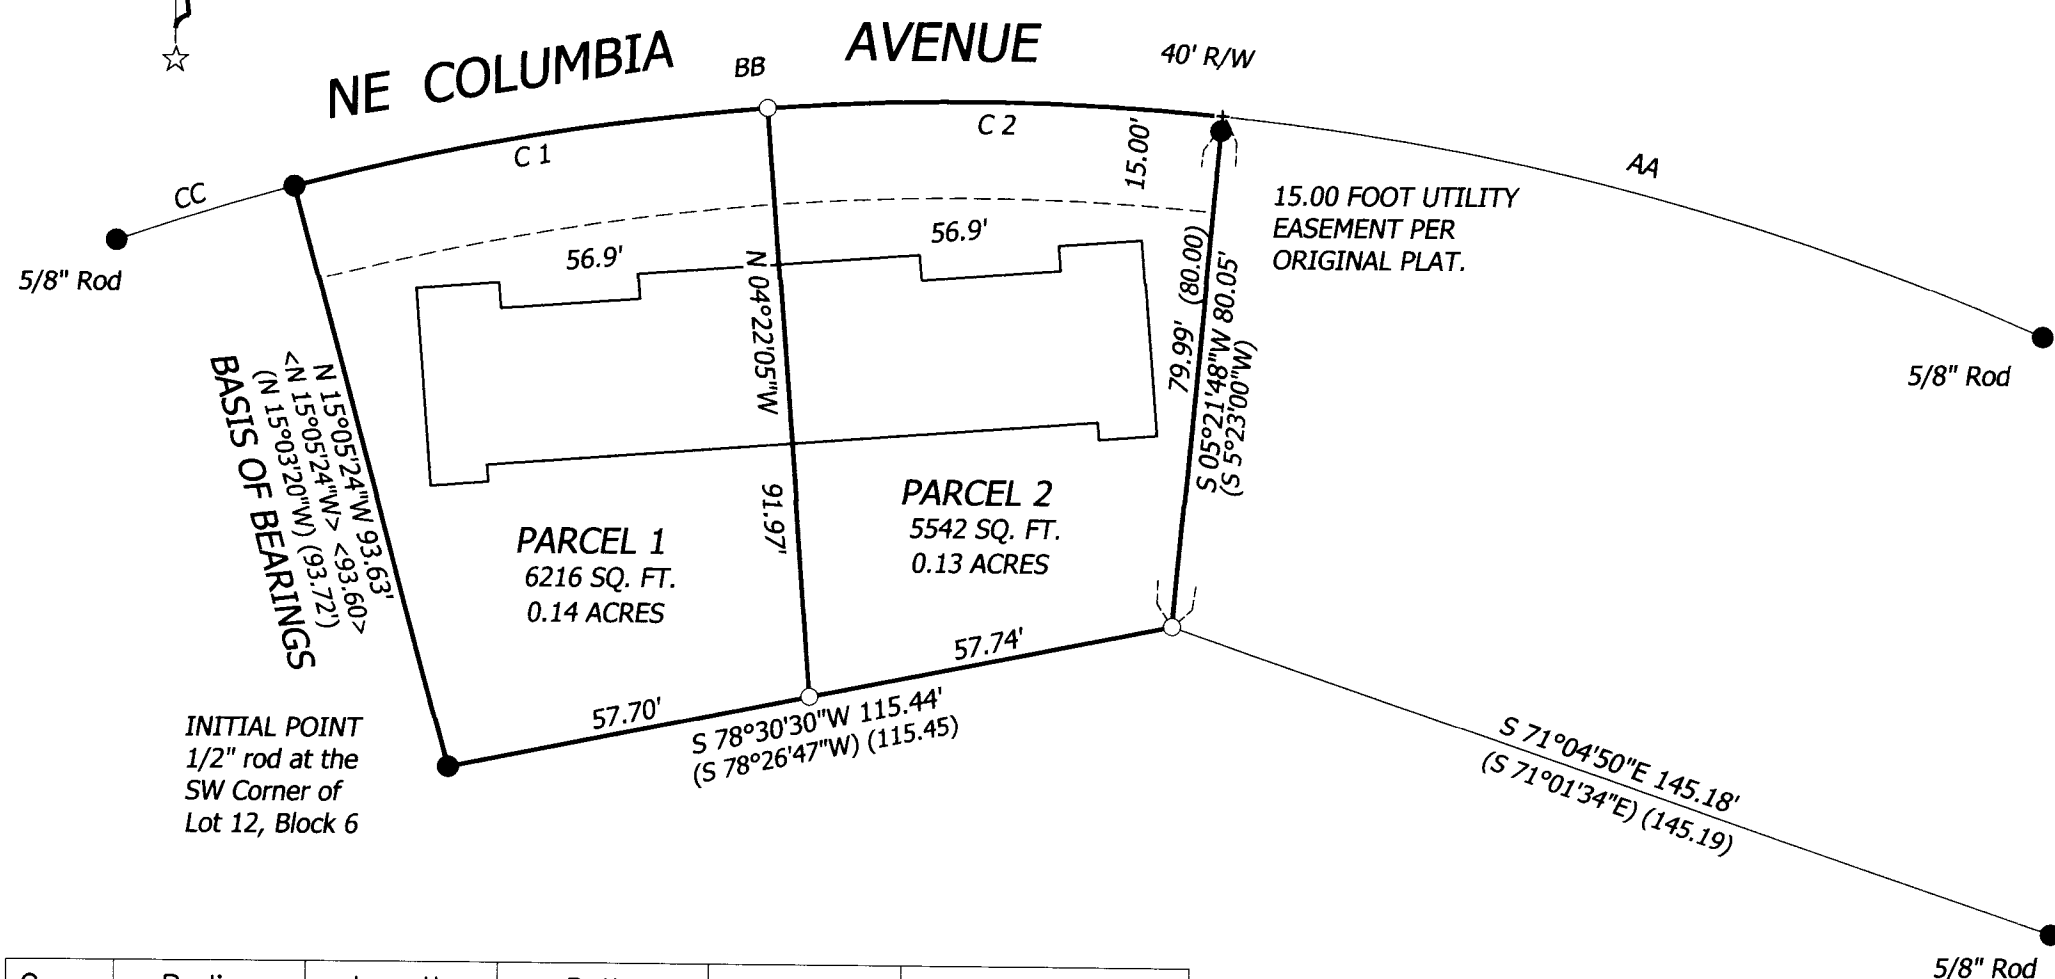 NE COLUMBIA AVENUE
BB
40' R/W
CC
C 1
C 2
15.00'
AA
5/8" Rod
15.00 FOOT UTILITY
EASEMENT PER
ORIGINAL PLAT.
5/8" Rod
56.9'
56.9'
N 04°22'05"W
91.97'
79.99' (80.00)
S 05°21'48"W 80.05'
(S 5°23'00"W)
N 15°05'24"W 93.63'
<N 15°05'24"W> <93.60>
(N 15°03'20"W) (93.72')
BASIS OF BEARINGS
PARCEL 1
6216 SQ. FT.
0.14 ACRES
PARCEL 2
5542 SQ. FT.
0.13 ACRES
57.70'
57.74'
S 78°30'30"W 115.44'
(S 78°26'47"W) (115.45)
INITIAL POINT
1/2" rod at the
SW Corner of
Lot 12, Block 6
S 71°04'50"E 145.18'
(S 71°01'34"E) (145.19)
5/8" Rod